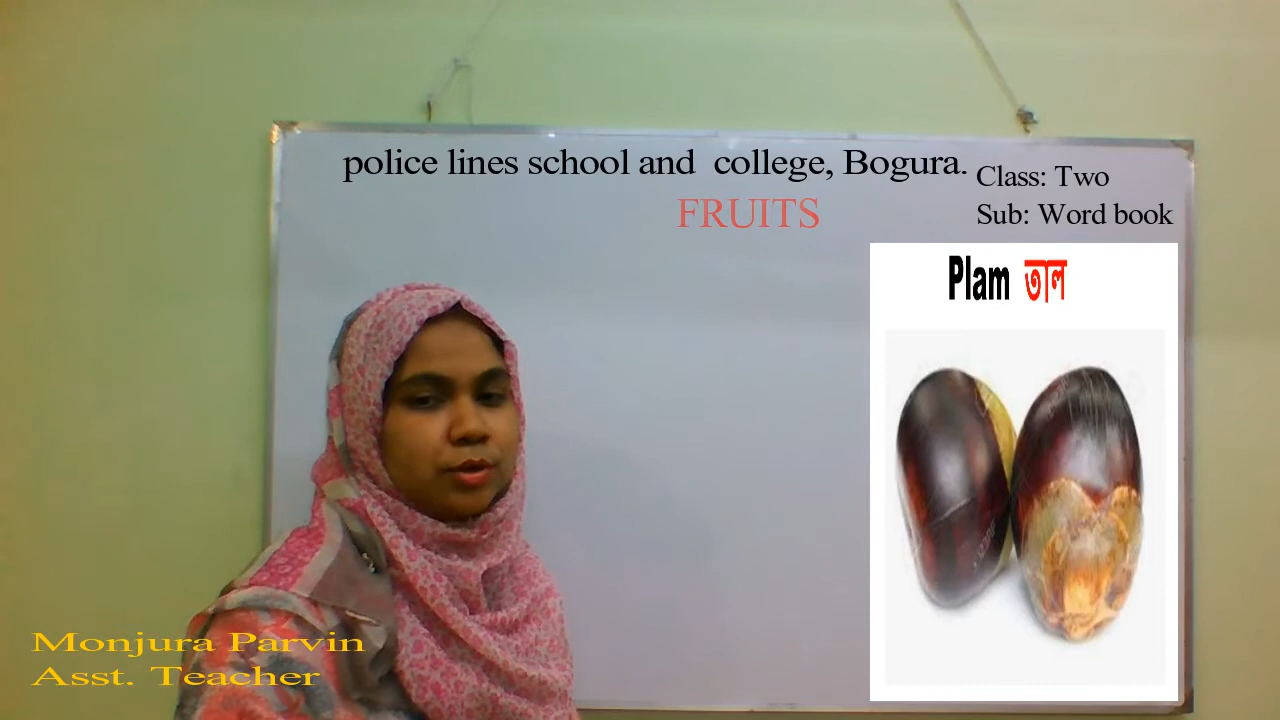 police lines school and college, Bogura.
Class: Two
FRUITS
Sub: Word book
Plam তাল
Monjura Parvin
Asst. Teacher